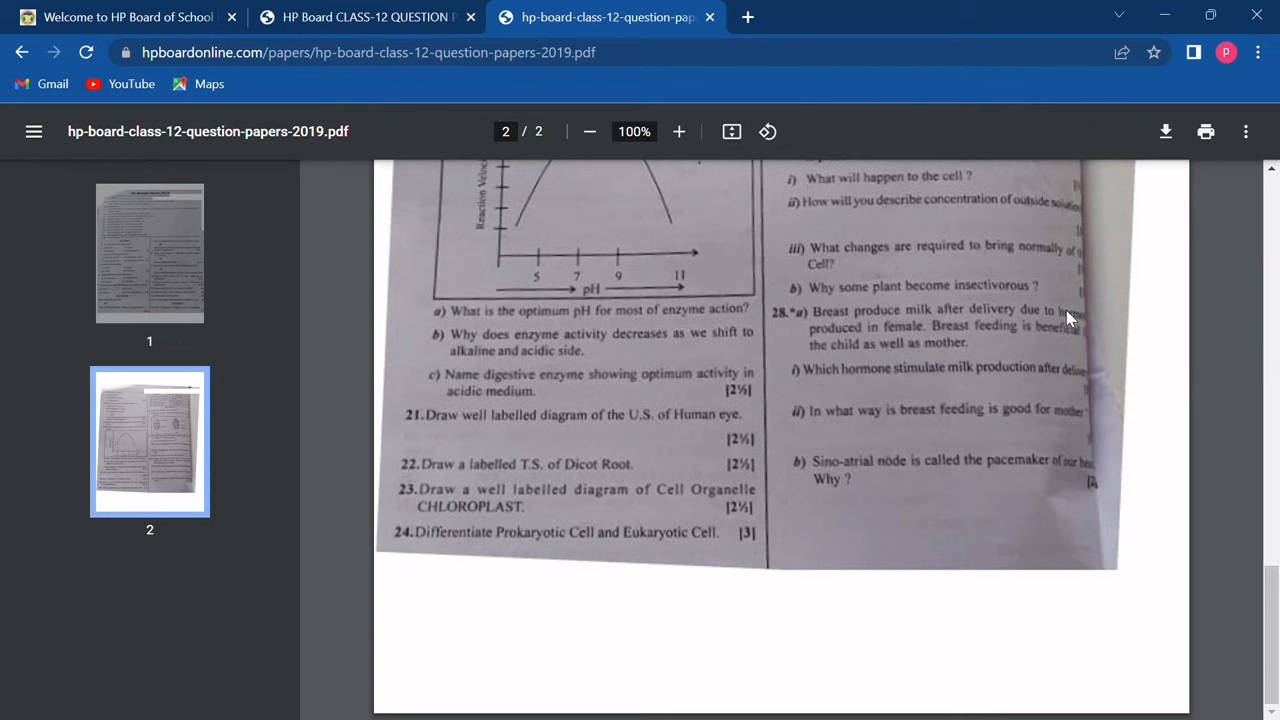 Welcome to HP Board of School
HP Board CLASS-12 QUESTION P
hp-board-class-12-question-pap
hpboardonline.com/papers/hp-board-class-12-question-papers-2019.pdf
P
Gmail
YouTube
Maps
hp-board-class-12-question-papers-2019.pdf
2 / 2
100%
1
2
Reaction Veloc
5 7 9 11
pH
a) What is the optimum pH for most of enzyme action?
b) Why does enzyme activity decreases as we shift to
alkaline and acidic side.
c) Name digestive enzyme showing optimum activity in
acidic medium. [2½]
21.Draw well labelled diagram of the U.S. of Human eye.
[2½]
22.Draw a labelled T.S. of Dicot Root. [2½]
23.Draw a well labelled diagram of Cell Organelle
CHLOROPLAST. [2½]
24.Differentiate Prokaryotic Cell and Eukaryotic Cell. [3]
i) What will happen to the cell ?
ii) How will you describe concentration of outside solution
iii) What changes are required to bring normally of
Cell?
b) Why some plant become insectivorous ?
28.*a) Breast produce milk after delivery due to
produced in female. Breast feeding is beneficial
the child as well as mother.
i) Which hormone stimulate milk production after delive
ii) In what way is breast feeding is good for mother
b) Sino-atrial node is called the pacemaker of our hea
Why ?